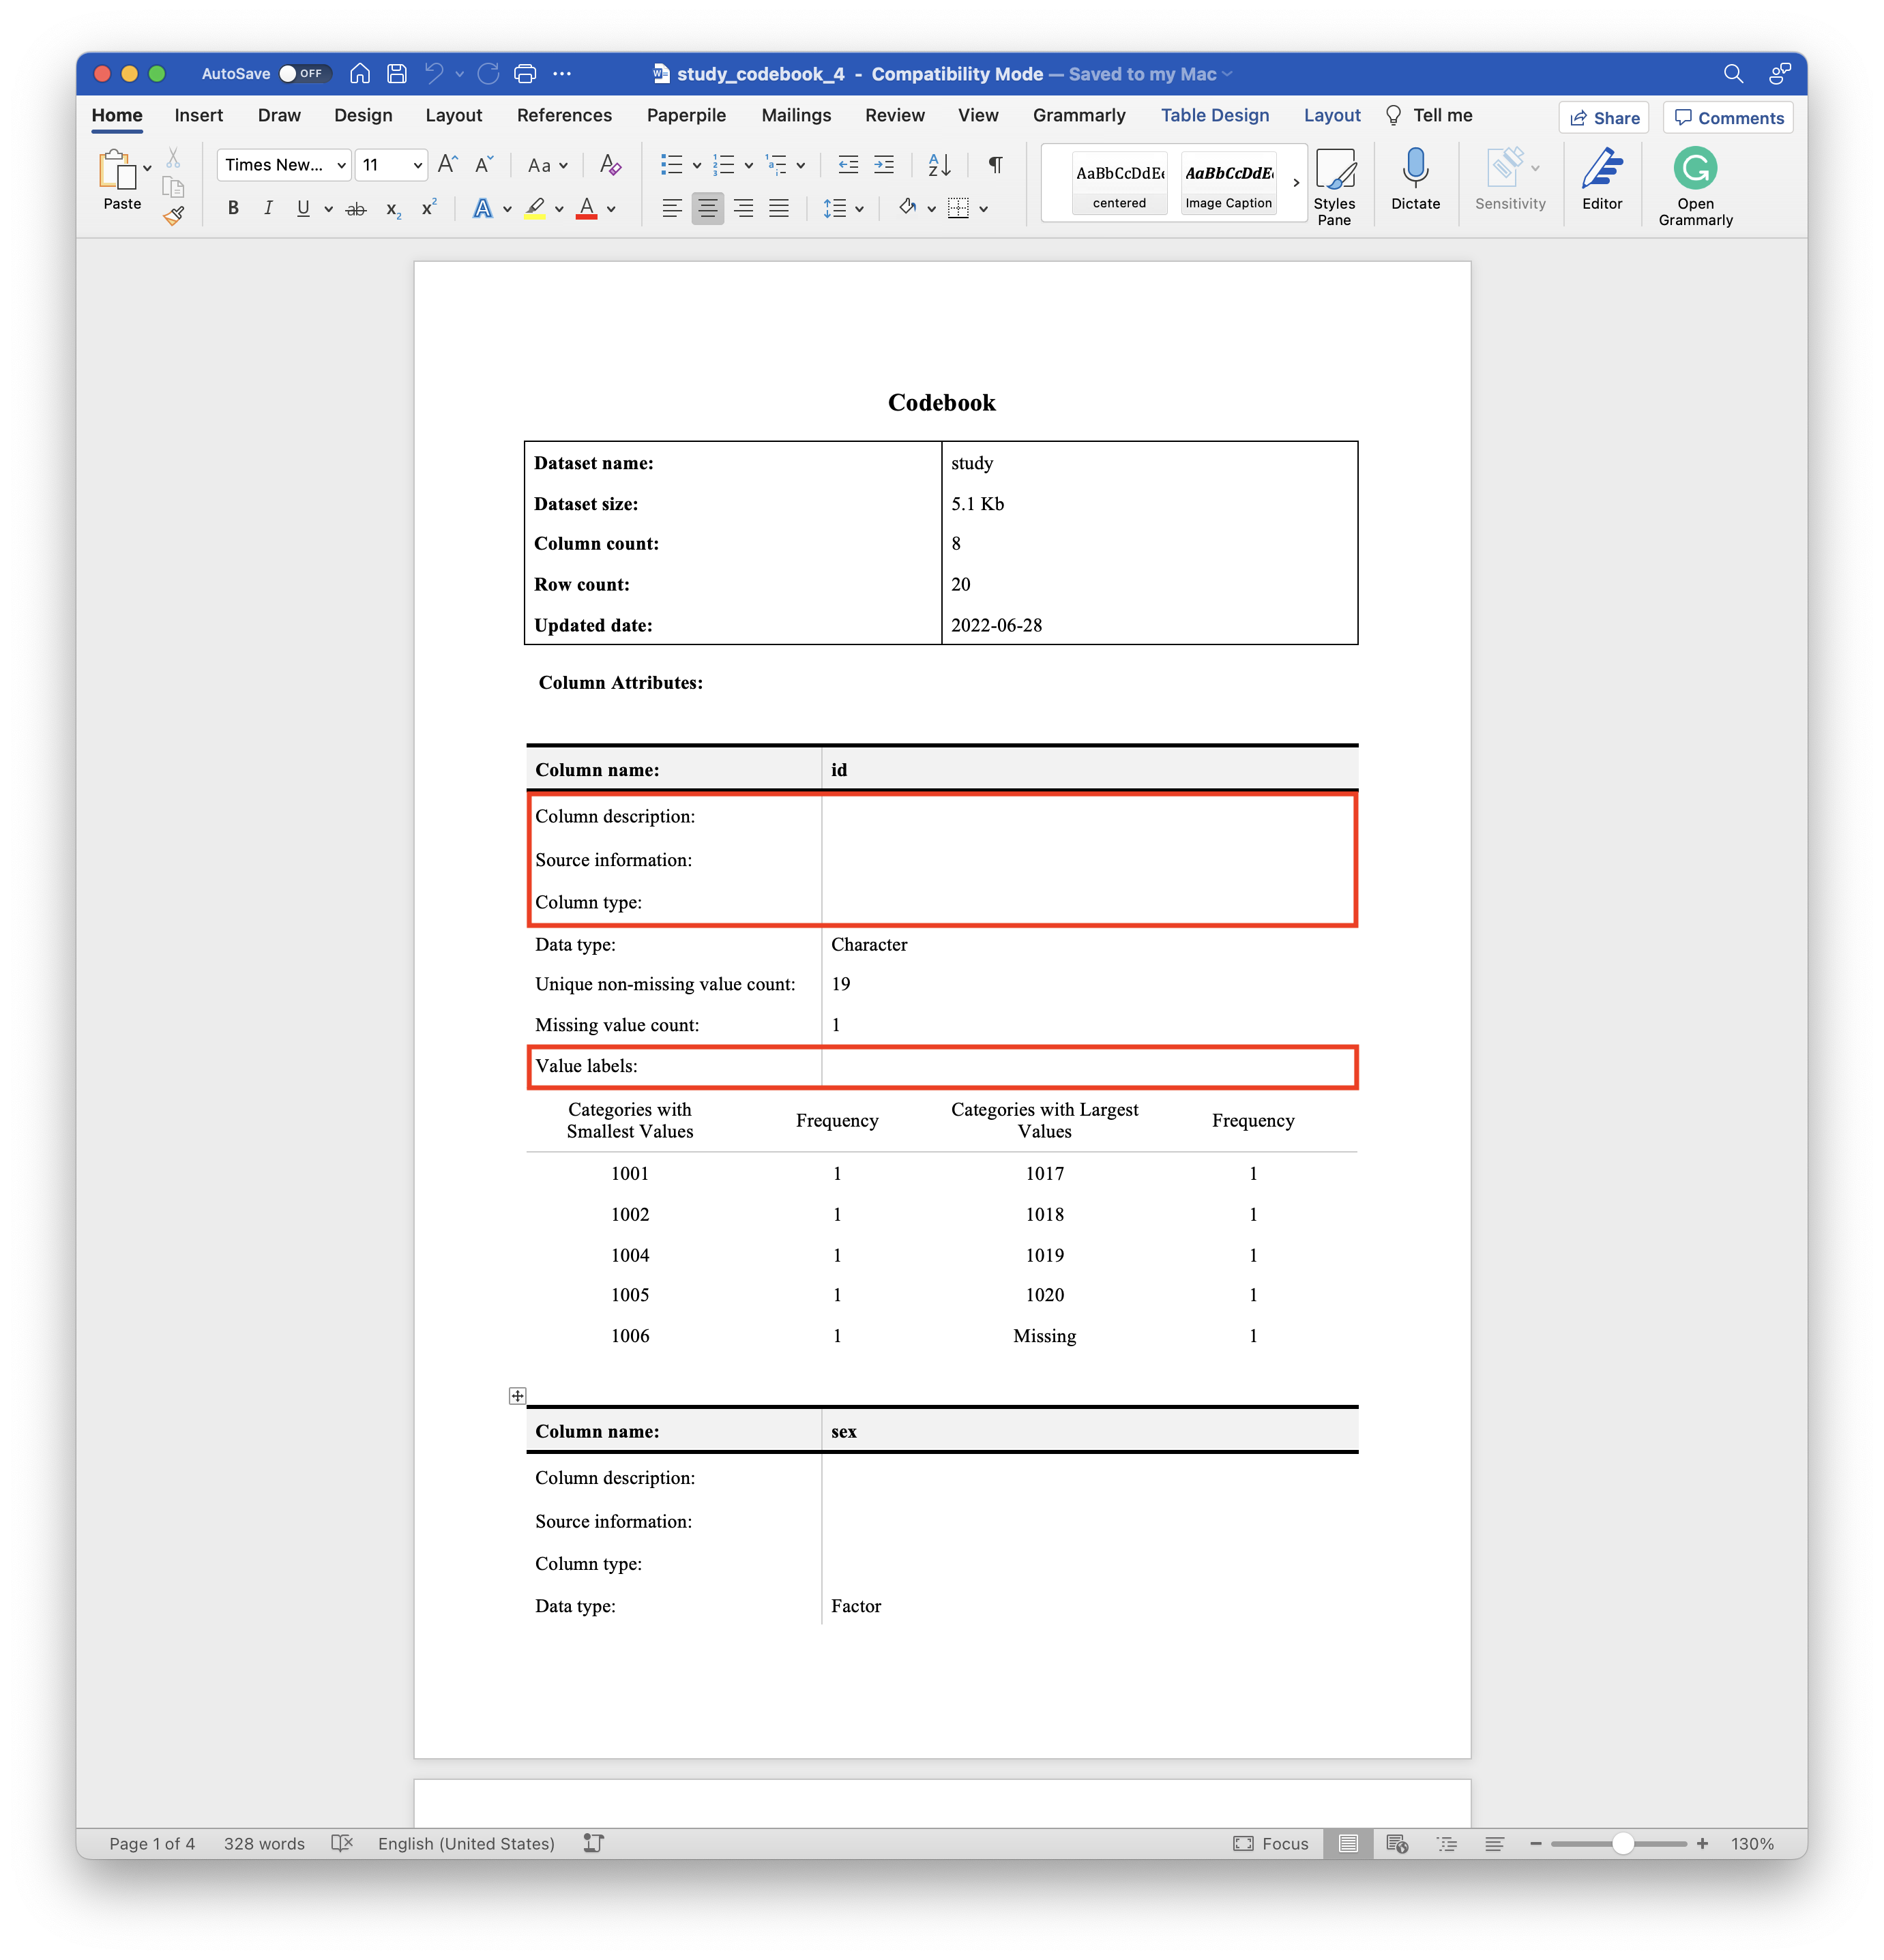 AutoSave OFF study_codebook_4 - Compatibility Mode — Saved to my Mac
Home Insert Draw Design Layout References Paperpile Mailings Review View Grammarly Table Design Layout Tell me Share Comments
Paste Times New... 11 Aa AaBbCcDdEe AaBbCcDdE centered Image Caption Styles Pane Dictate Sensitivity Editor Open Grammarly
Codebook
Dataset name: study
Dataset size: 5.1 Kb
Column count: 8
Row count: 20
Updated date: 2022-06-28
Column Attributes:
Column name: id
Column description:
Source information:
Column type:
Data type: Character
Unique non-missing value count: 19
Missing value count: 1
Value labels:
Categories with Smallest Values Frequency Categories with Largest Values Frequency
1001 1 1017 1
1002 1 1018 1
1004 1 1019 1
1005 1 1020 1
1006 1 Missing 1
Column name: sex
Column description:
Source information:
Column type:
Data type: Factor
Page 1 of 4 328 words English (United States) Focus 130%